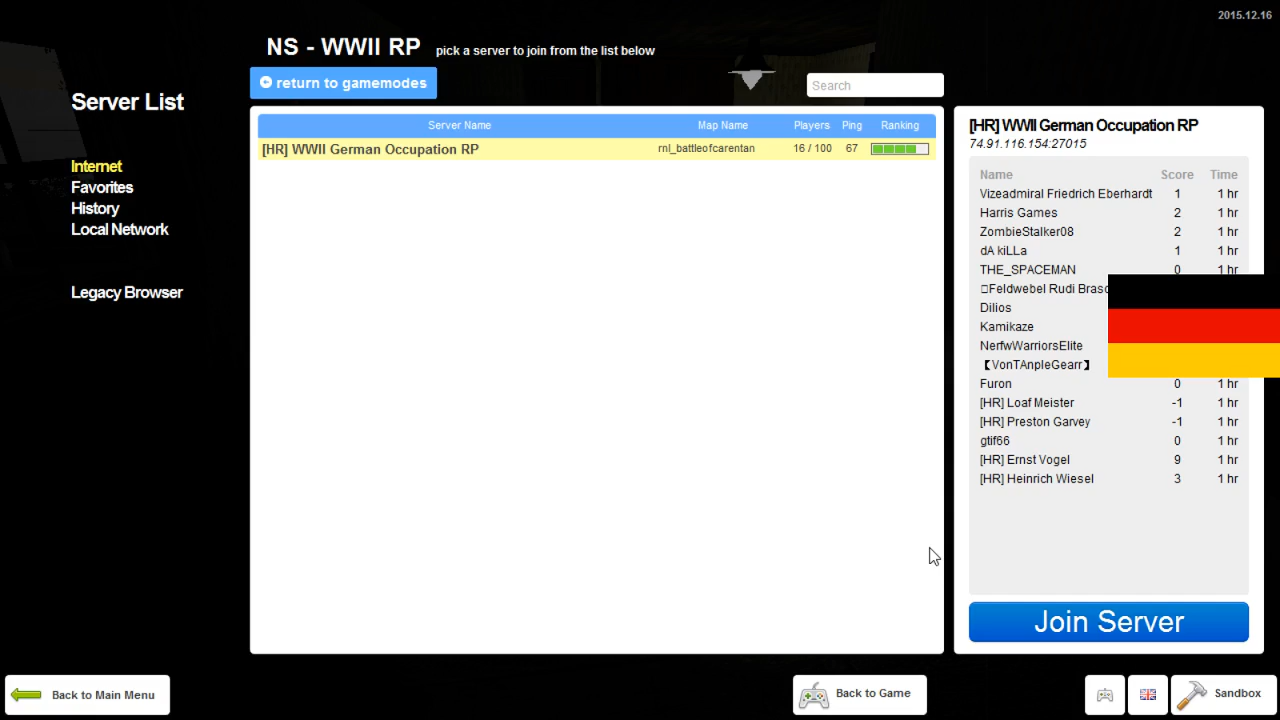 2015.12.16
NS - WWII RP pick a server to join from the list below
return to gamemodes
Search
Server List
Internet
Favorites
History
Local Network
Legacy Browser
Server Name Map Name Players Ping Ranking
[HR] WWII German Occupation RP rnl_battleofcarentan 16 / 100 67
[HR] WWII German Occupation RP
74.91.116.154:27015
Name Score Time
Vizeadmiral Friedrich Eberhardt 1 1 hr
Harris Games 2 1 hr
ZombieStalker08 2 1 hr
dA kiLLa 1 1 hr
THE_SPACEMAN 0 1 hr
Feldwebel Rudi
Dilios
Kamikaze
NerfwWarriorsElite
【VonTAnpleGearr】
Furon 0 1 hr
[HR] Loaf Meister -1 1 hr
[HR] Preston Garvey -1 1 hr
gtif66 0 1 hr
[HR] Ernst Vogel 9 1 hr
[HR] Heinrich Wiesel 3 1 hr
Join Server
Back to Main Menu
Back to Game
Sandbox